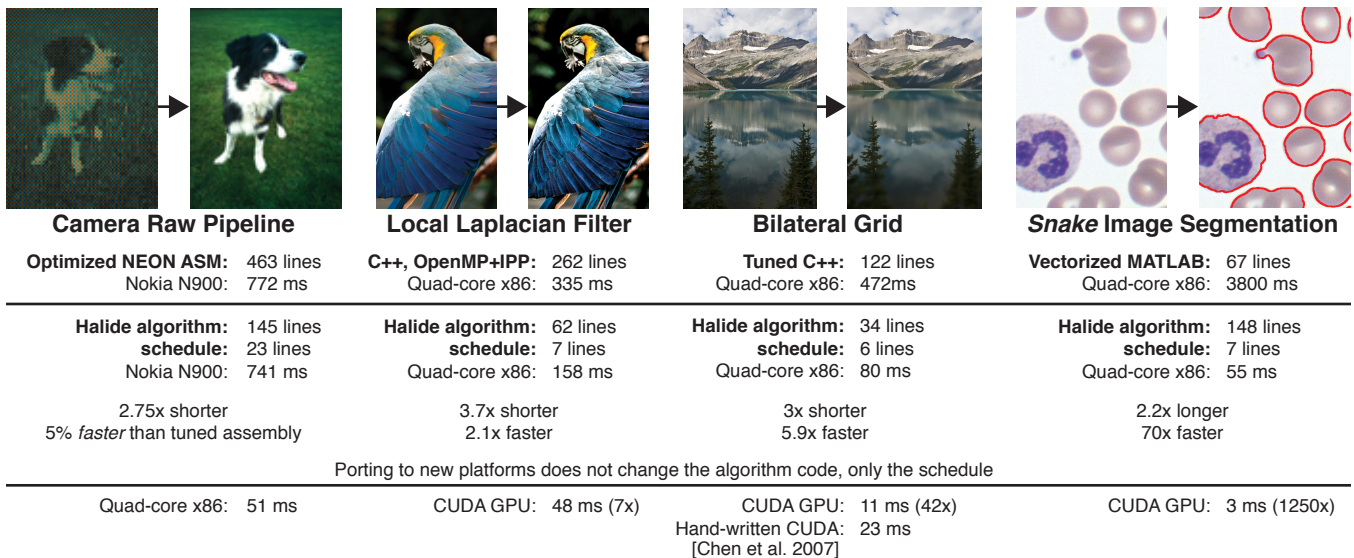 Camera Raw Pipeline
Optimized NEON ASM: 463 lines
Nokia N900: 772 ms
Halide algorithm: 145 lines
schedule: 23 lines
Nokia N900: 741 ms
2.75x shorter
5% faster than tuned assembly
Local Laplacian Filter
C++, OpenMP+IPP: 262 lines
Quad-core x86: 335 ms
Halide algorithm: 62 lines
schedule: 7 lines
Quad-core x86: 158 ms
3.7x shorter
2.1x faster
Bilateral Grid
Tuned C++: 122 lines
Quad-core x86: 472ms
Halide algorithm: 34 lines
schedule: 6 lines
Quad-core x86: 80 ms
3x shorter
5.9x faster
Snake Image Segmentation
Vectorized MATLAB: 67 lines
Quad-core x86: 3800 ms
Halide algorithm: 148 lines
schedule: 7 lines
Quad-core x86: 55 ms
2.2x longer
70x faster
Porting to new platforms does not change the algorithm code, only the schedule
Quad-core x86: 51 ms
CUDA GPU: 48 ms (7x)
CUDA GPU: 11 ms (42x)
Hand-written CUDA: 23 ms
[Chen et al. 2007]
CUDA GPU: 3 ms (1250x)